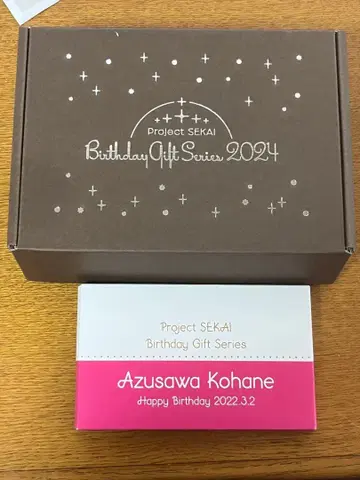 Project SEKAI
Birthday Gift Series 2024
Project SEKAI
Birthday Gift Series
Azusawa Kohane
Happy Birthday 2022.3.2